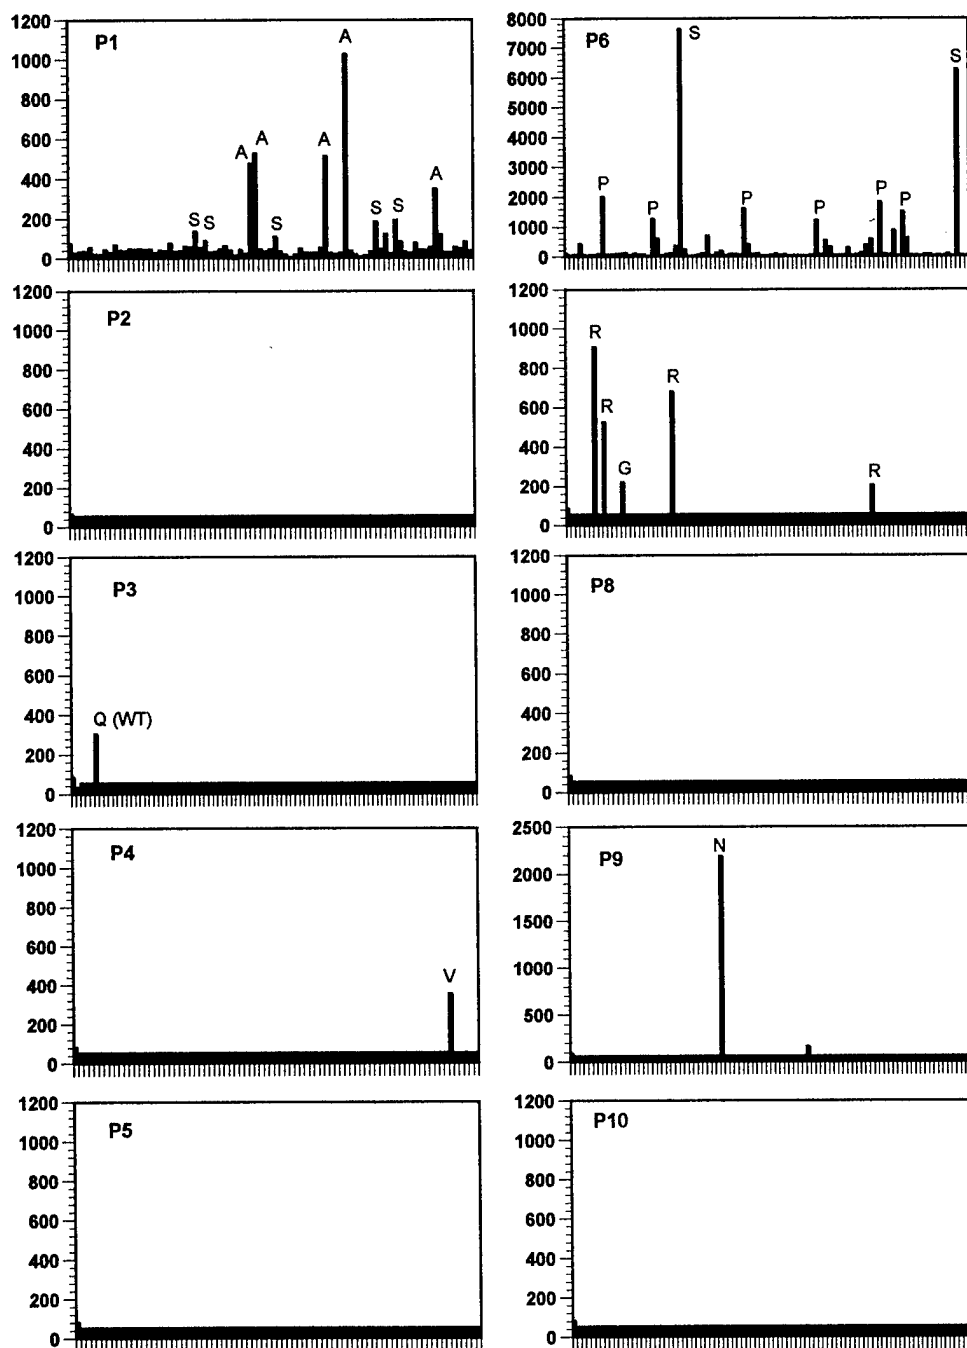 P1
1200
1000
800
600
400
200
0
S
S
A
A
S
A
A
S
S
A
P6
8000
7000
6000
5000
4000
3000
2000
1000
0
P
P
S
P
P
P
P
S
P2
1200
1000
800
600
400
200
0
1200
1000
800
600
400
200
0
R
R
G
R
R
P3
1200
1000
800
600
400
200
0
Q (WT)
P8
1200
1000
800
600
400
200
0
P4
1200
1000
800
600
400
200
0
V
P9
2500
2000
1500
1000
500
0
N
P5
1200
1000
800
600
400
200
0
P10
1200
1000
800
600
400
200
0